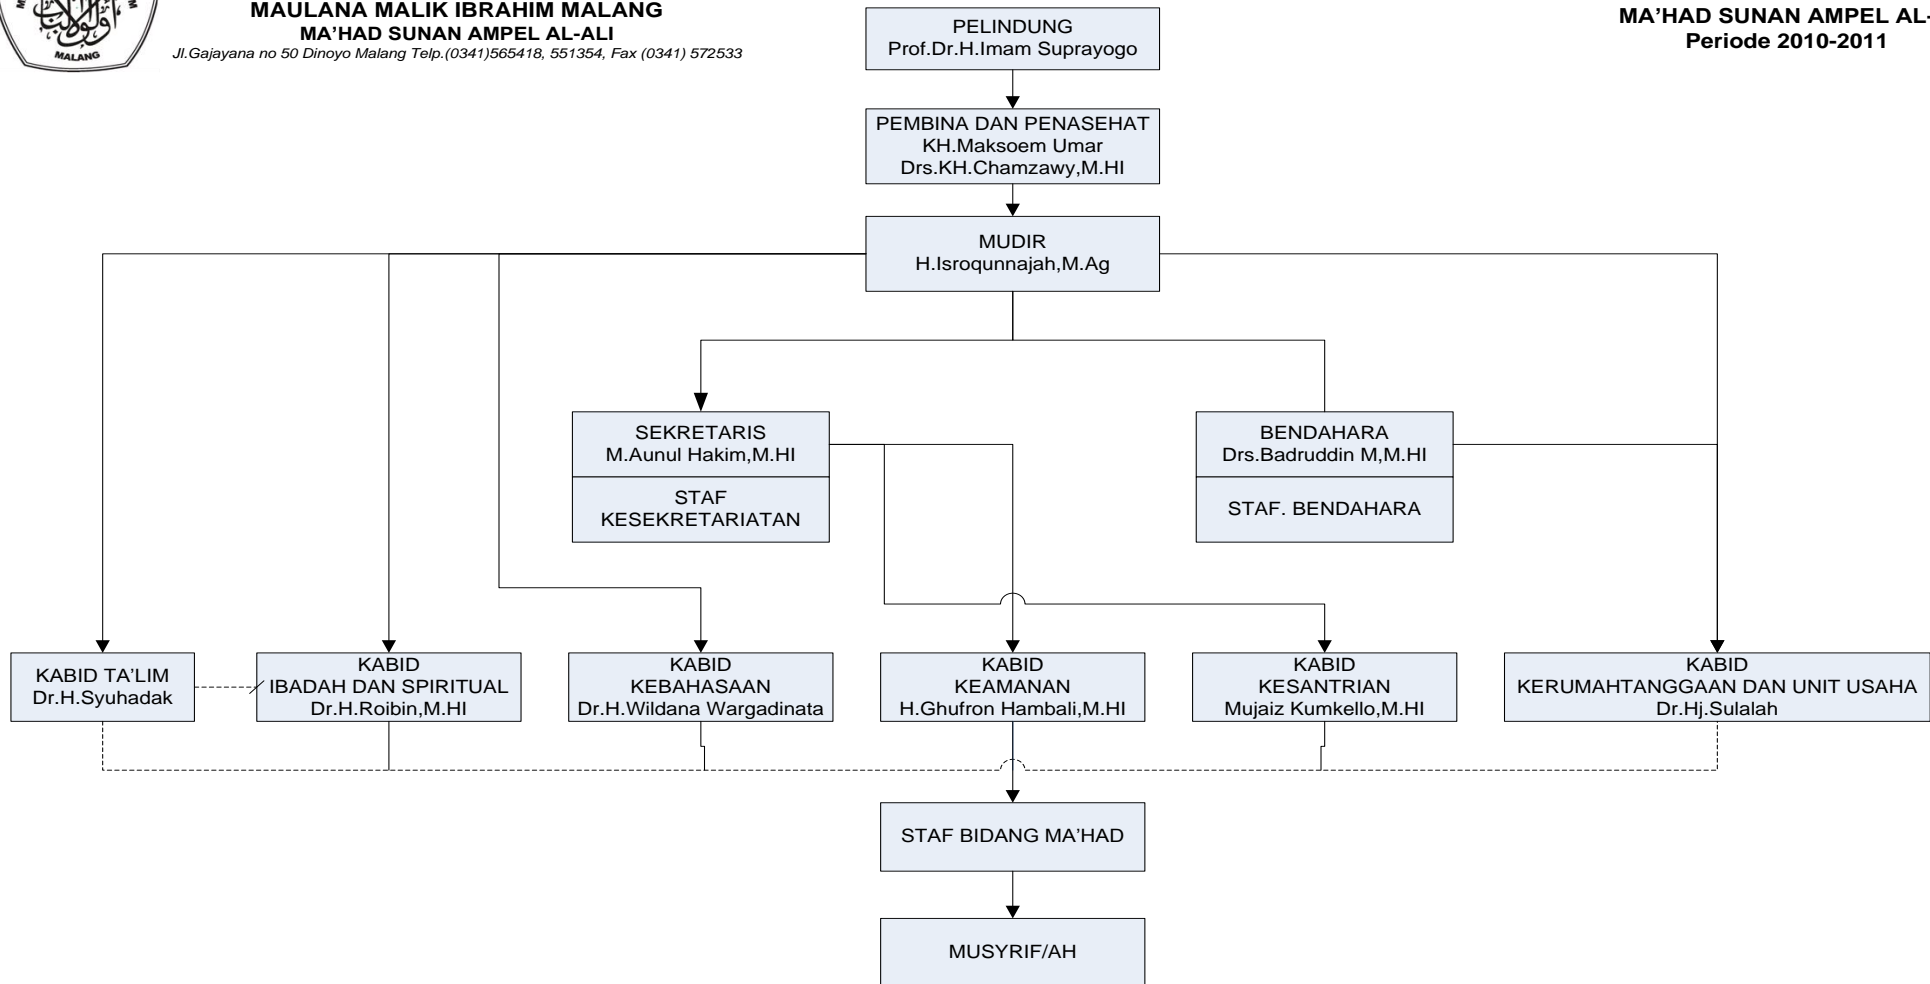 MAULANA MALIK IBRAHIM MALANG
MA’HAD SUNAN AMPEL AL-ALI
Jl.Gajayana no 50 Dinoyo Malang Telp.(0341)565418, 551354, Fax (0341) 572533
MALANG
MA’HAD SUNAN AMPEL AL-
Periode 2010-2011
PELINDUNG
Prof.Dr.H.Imam Suprayogo
PEMBINA DAN PENASEHAT
KH.Maksoem Umar
Drs.KH.Chamzawy,M.HI
MUDIR
H.Isroqunnajah,M.Ag
SEKRETARIS
M.Aunul Hakim,M.HI
STAF
KESEKRETARIATAN
BENDAHARA
Drs.Badruddin M,M.HI
STAF. BENDAHARA
KABID TA’LIM
Dr.H.Syuhadak
KABID
IBADAH DAN SPIRITUAL
Dr.H.Roibin,M.HI
KABID
KEBAHASAAN
Dr.H.Wildana Wargadinata
KABID
KEAMANAN
H.Ghufron Hambali,M.HI
KABID
KESANTRIAN
Mujaiz Kumkello,M.HI
KABID
KERUMAHTANGGAAN DAN UNIT USAHA
Dr.Hj.Sulalah
STAF BIDANG MA’HAD
MUSYRIF/AH